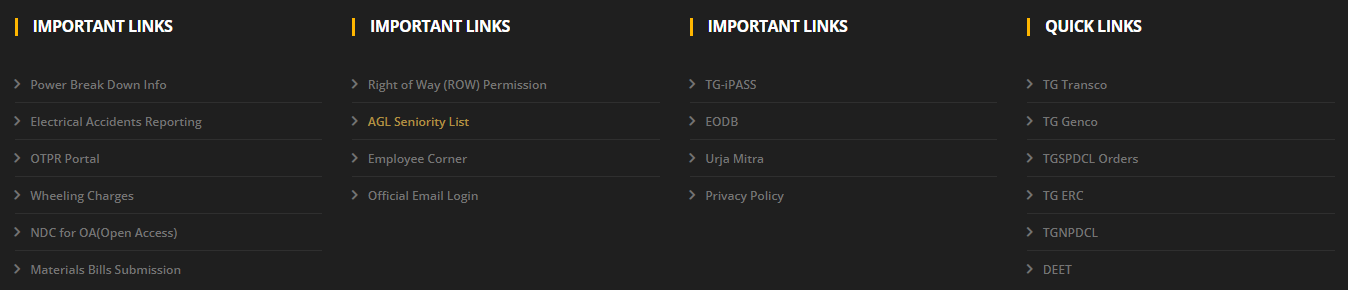 IMPORTANT LINKS
Power Break Down Info
Electrical Accidents Reporting
OTPR Portal
Wheeling Charges
NDC for OA(Open Access)
Materials Bills Submission
IMPORTANT LINKS
Right of Way (ROW) Permission
AGL Seniority List
Employee Corner
Official Email Login
IMPORTANT LINKS
TG-iPASS
EODB
Urja Mitra
Privacy Policy
QUICK LINKS
TG Transco
TG Genco
TGSPDCL Orders
TG ERC
TGNPDCL
DEET